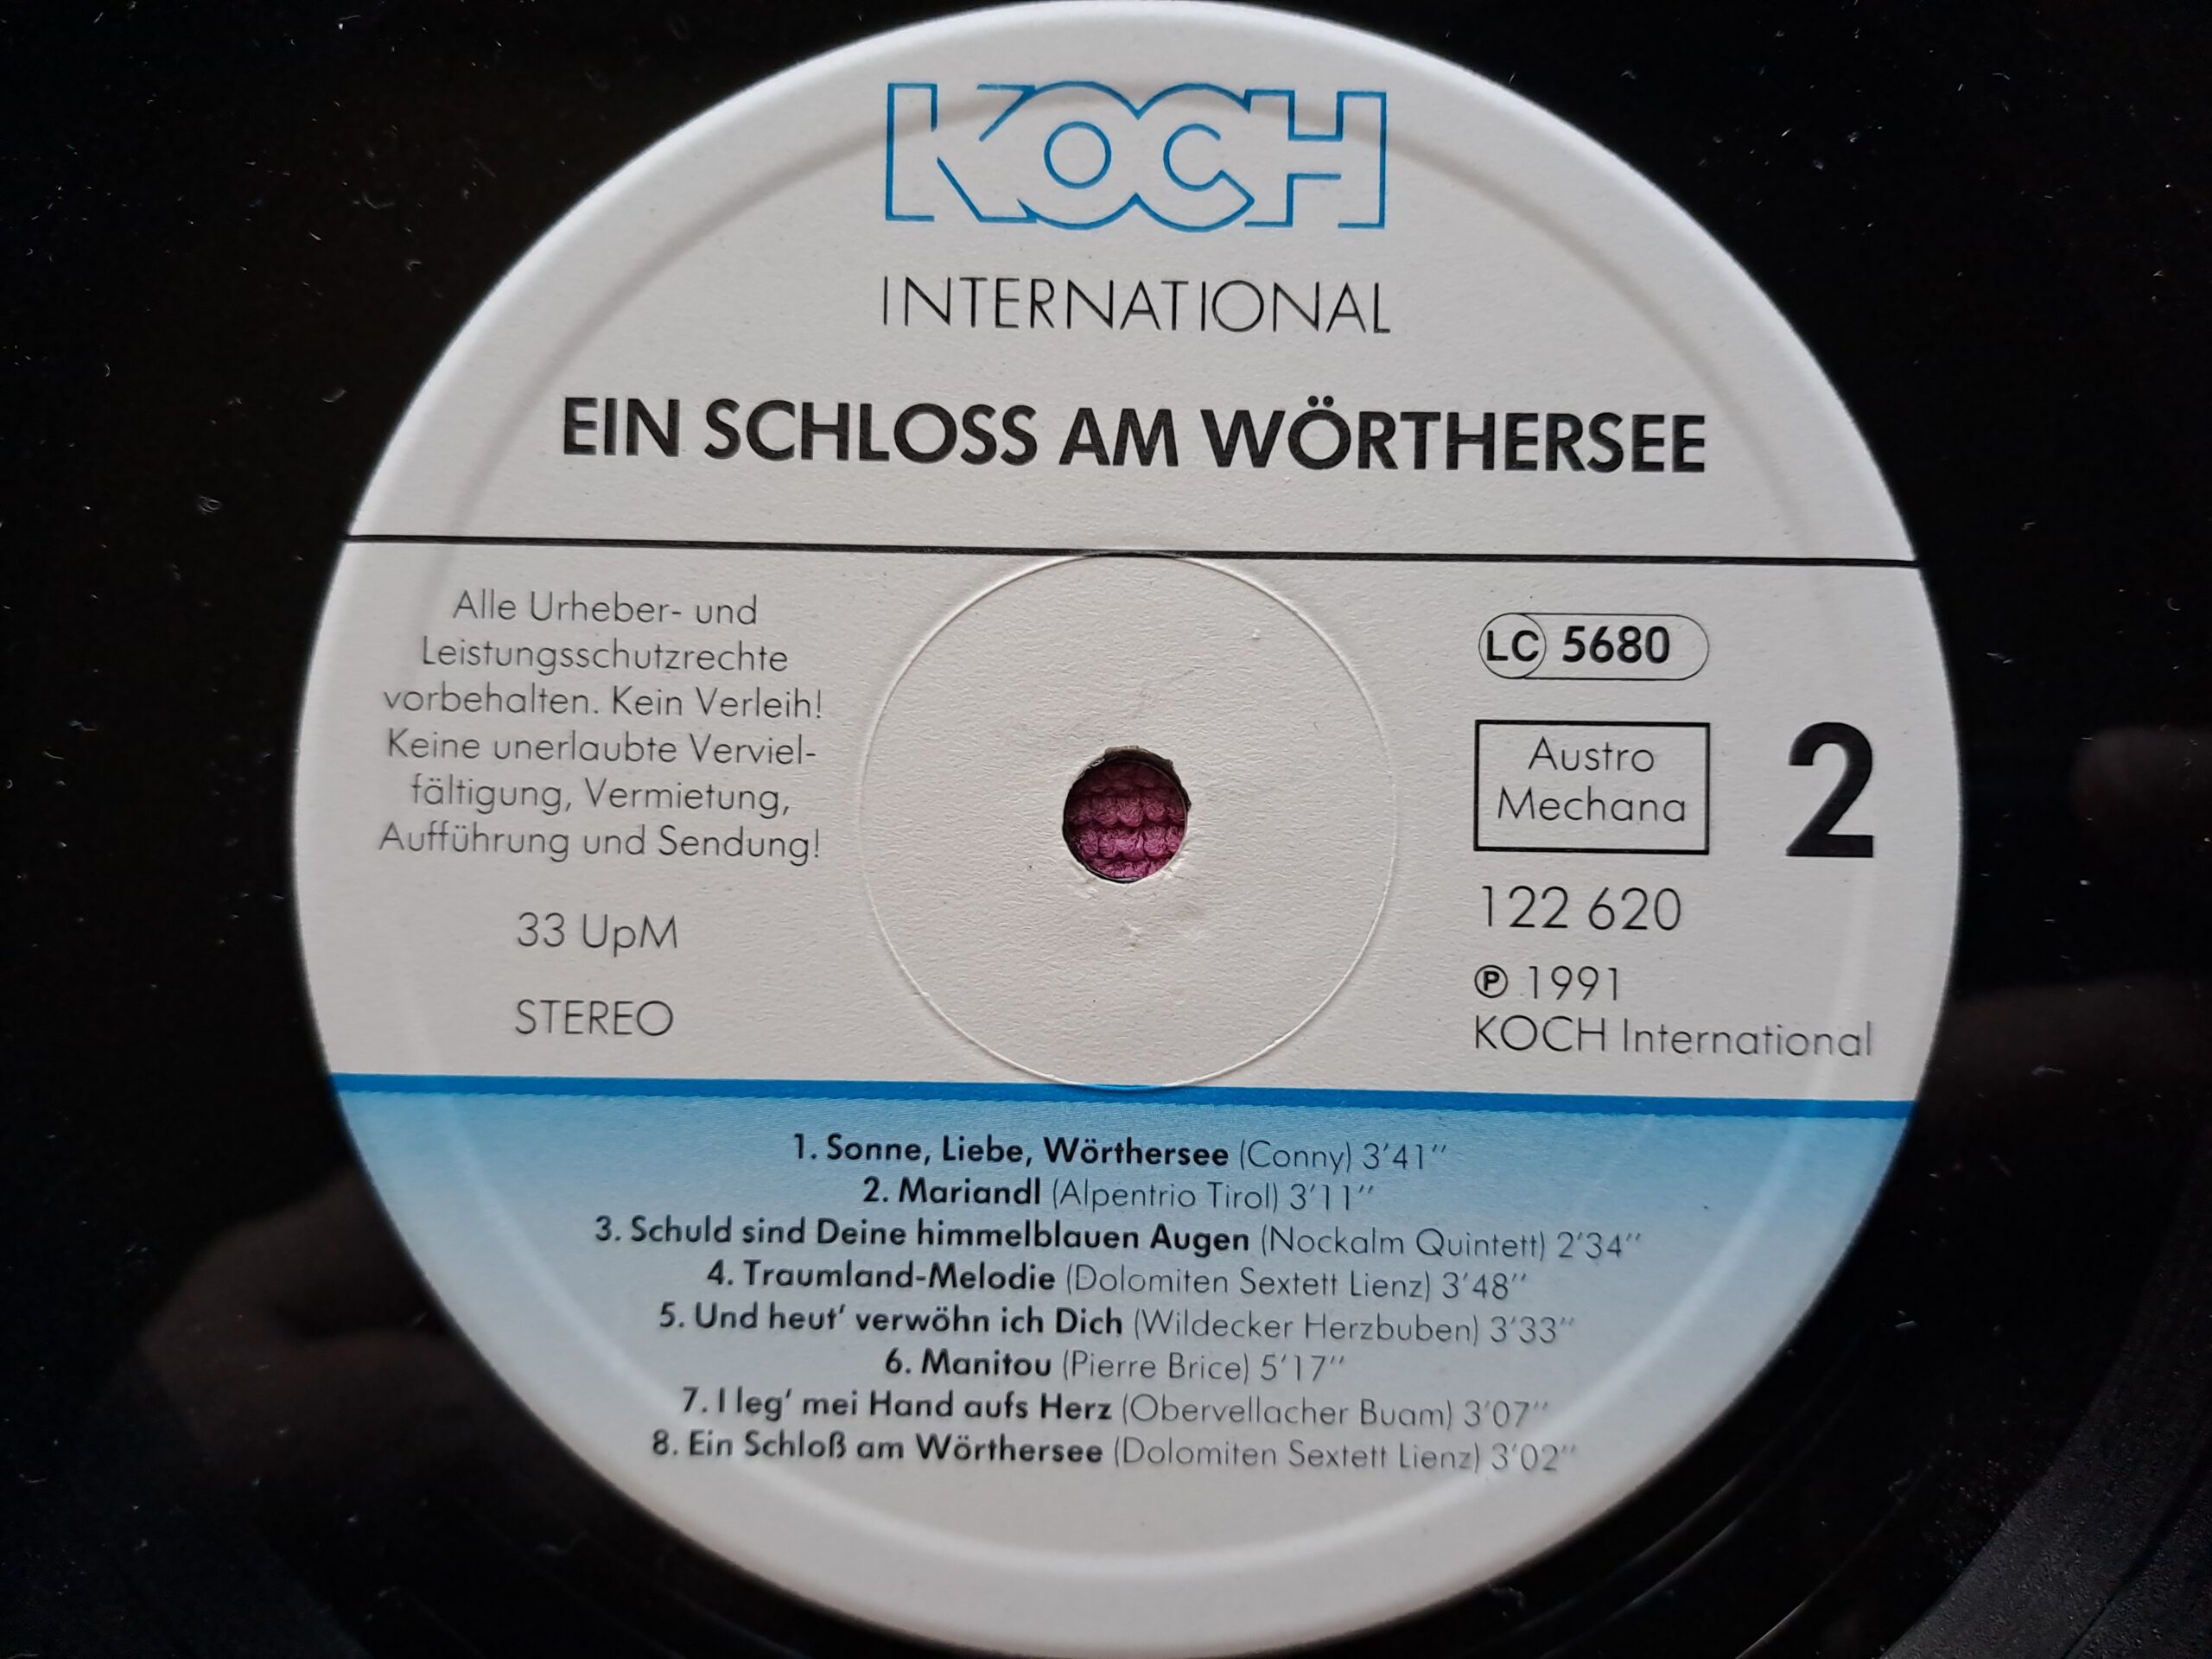 KOCH
INTERNATIONAL
EIN SCHLOSS AM WÖRTHERSEE
Alle Urheber- und
Leistungsschutzrechte
vorbehalten. Kein Verleih!
Keine unerlaubte Verviel-
fältigung, Vermietung,
Aufführung und Sendung!
33 UpM
STEREO
LC 5680
Austro
Mechana
2
122 620
℗ 1991
KOCH International
1. Sonne, Liebe, Wörthersee (Conny) 3'41''
2. Mariandl (Alpentrio Tirol) 3'11''
3. Schuld sind Deine himmelblauen Augen (Nockalm Quintett) 2'34''
4. Traumland-Melodie (Dolomiten Sextett Lienz) 3'48''
5. Und heut' verwöhn ich Dich (Wildecker Herzbuben) 3'33''
6. Manitou (Pierre Brice) 5'17''
7. I leg' mei Hand aufs Herz (Obervellacher Buam) 3'07''
8. Ein Schloß am Wörthersee (Dolomiten Sextett Lienz) 3'02''